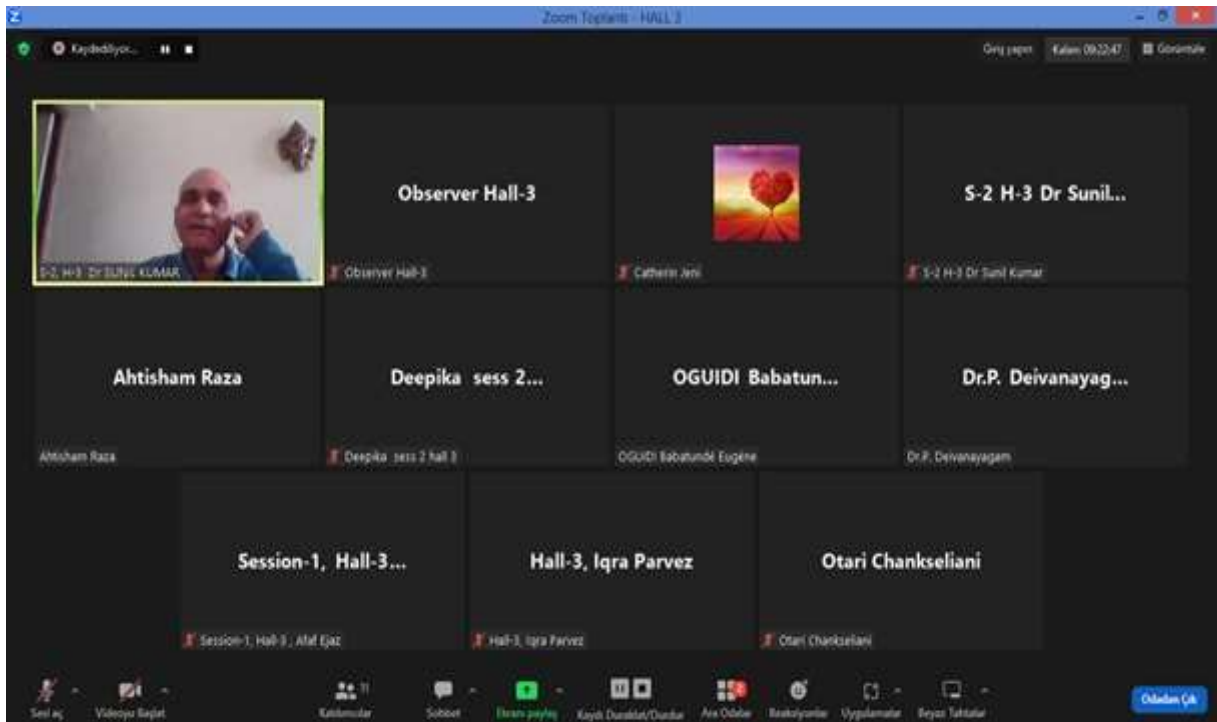 Zoom Toplantı - HALL 3
Kaydediliyor...
Giriş yapın
Kalan: 09:22:47
Görüntüle
S-2, H-3 Dr SUNIL KUMAR
Observer Hall-3
Observer Hall-3
Catherin Jeni
S-2 H-3 Dr Sunil...
S-2 H-3 Dr Sunil Kumar
Ahtisham Raza
Ahtisham Raza
Deepika sess 2...
Deepika sess 2 hall 3
OGUIDI Babatun...
OGUIDI Babatundé Eugène
Dr.P. Deivanayag...
Dr.P. Deivanayagam
Session-1, Hall-3...
Session-1, Hall-3 , Afaf Ejaz
Hall-3, Iqra Parvez
Hall-3, Iqra Parvez
Otari Chankseliani
Otari Chankseliani
Sesi aç
Videoyu Başlat
11
Katılımcılar
Sohbet
Ekranı paylaş
Kaydı Duraklat/Durdur
2
Ara Odalar
Reaksiyonlar
Uygulamalar
Beyaz Tahtalar
Odadan Çık